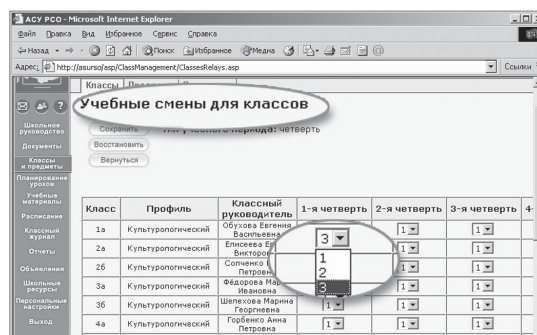 АСУ РСО - Microsoft Internet Explorer
Файл Правка Вид Избранное Сервис Справка
Назад Поиск Избранное Медиа
Адрес: http://asurso/asp/ClassManagement/ClassesRelays.asp Ссылки
Классы
Учебные смены для классов
Сохранить четверть
Восстановить
Вернуться
Школьное руководство
Документы
Классы и предметы
Планирование уроков
Учебные материалы
Расписание
Классный журнал
Отчеты
Объявления
Школьные ресурсы
Персональные настройки
Выход
Класс Профиль Классный руководитель 1-я четверть 2-я четверть 3-я четверть 4-
1а Культурологический Обухова Евгения Васильевна 3 1 1
2а Культурологический Елисеева 1 1
2б Культурологический Сопченко 1 1
3а Культурологический Фёдорова Ивановна 1 1
3б Культурологический Шелехова Марина Георгиевна 1 1 1
4а Культурологический Горбенко Анна Петровна 1 1 1
1
2
3